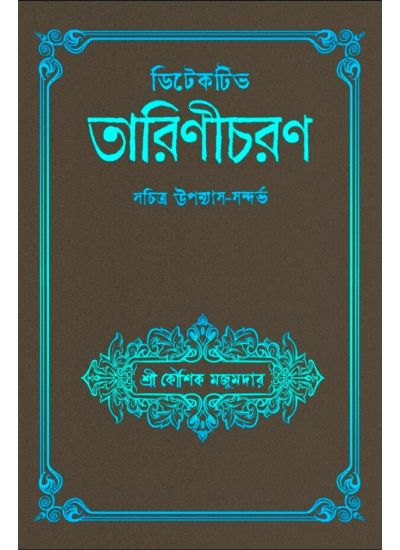 ডিটেকটিভ
তারিণীচরণ
সচিত্র উপন্যাস-সন্দর্ভ
শ্রী কৌশিক মজুমদার